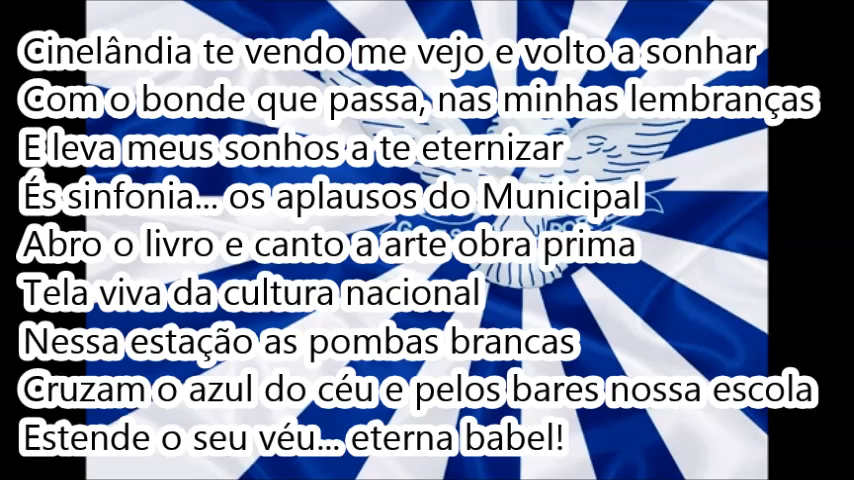 Cinelândia te vendo me vejo e volto a sonhar
Com o bonde que passa, nas minhas lembranças
E leva meus sonhos a te eternizar
És sinfonia... os aplausos do Municipal
Abro o livro e canto a arte obra prima
Tela viva da cultura nacional
Nessa estação as pombas brancas
Cruzam o azul do céu e pelos bares nossa escola
Estende o seu véu... eterna babel!